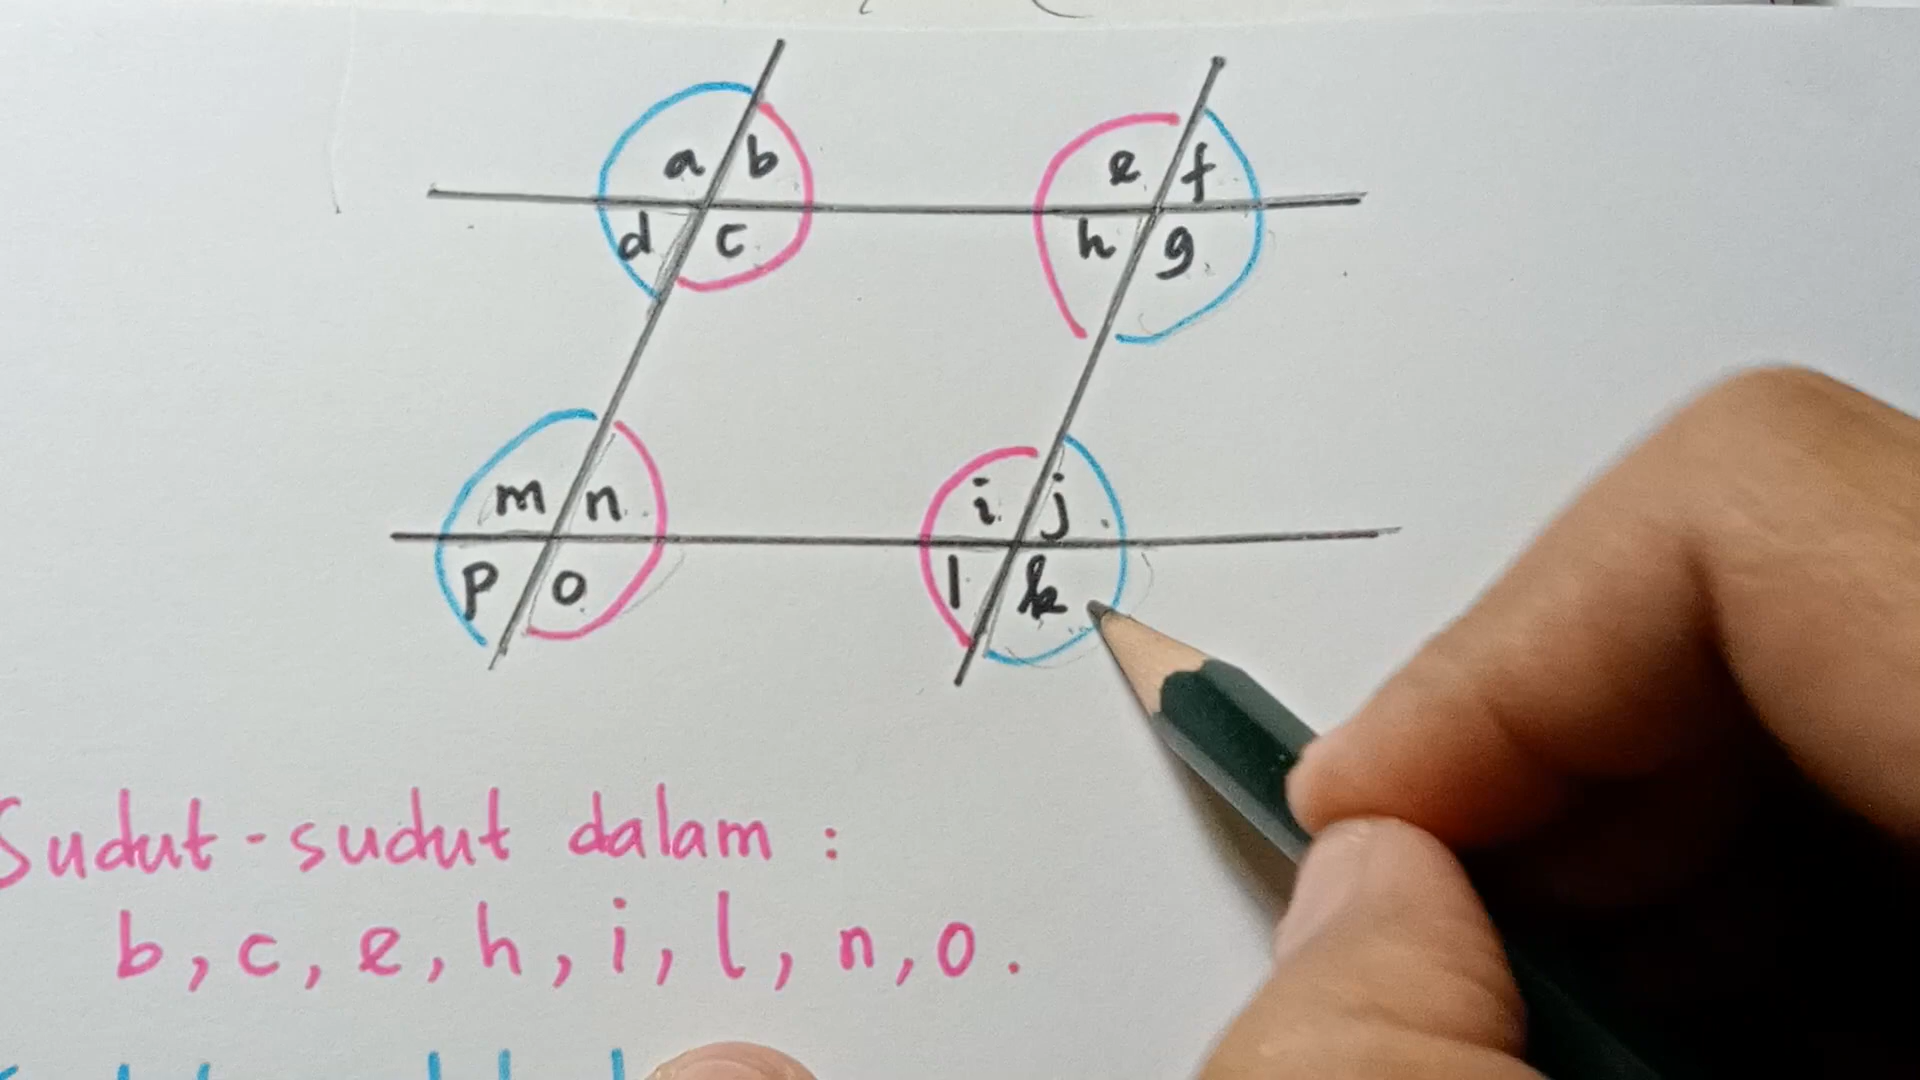 a b e f
d c h g
m n i j
p o l k
Sudut-sudut dalam :
b, c, e, h, i, l, n, o.